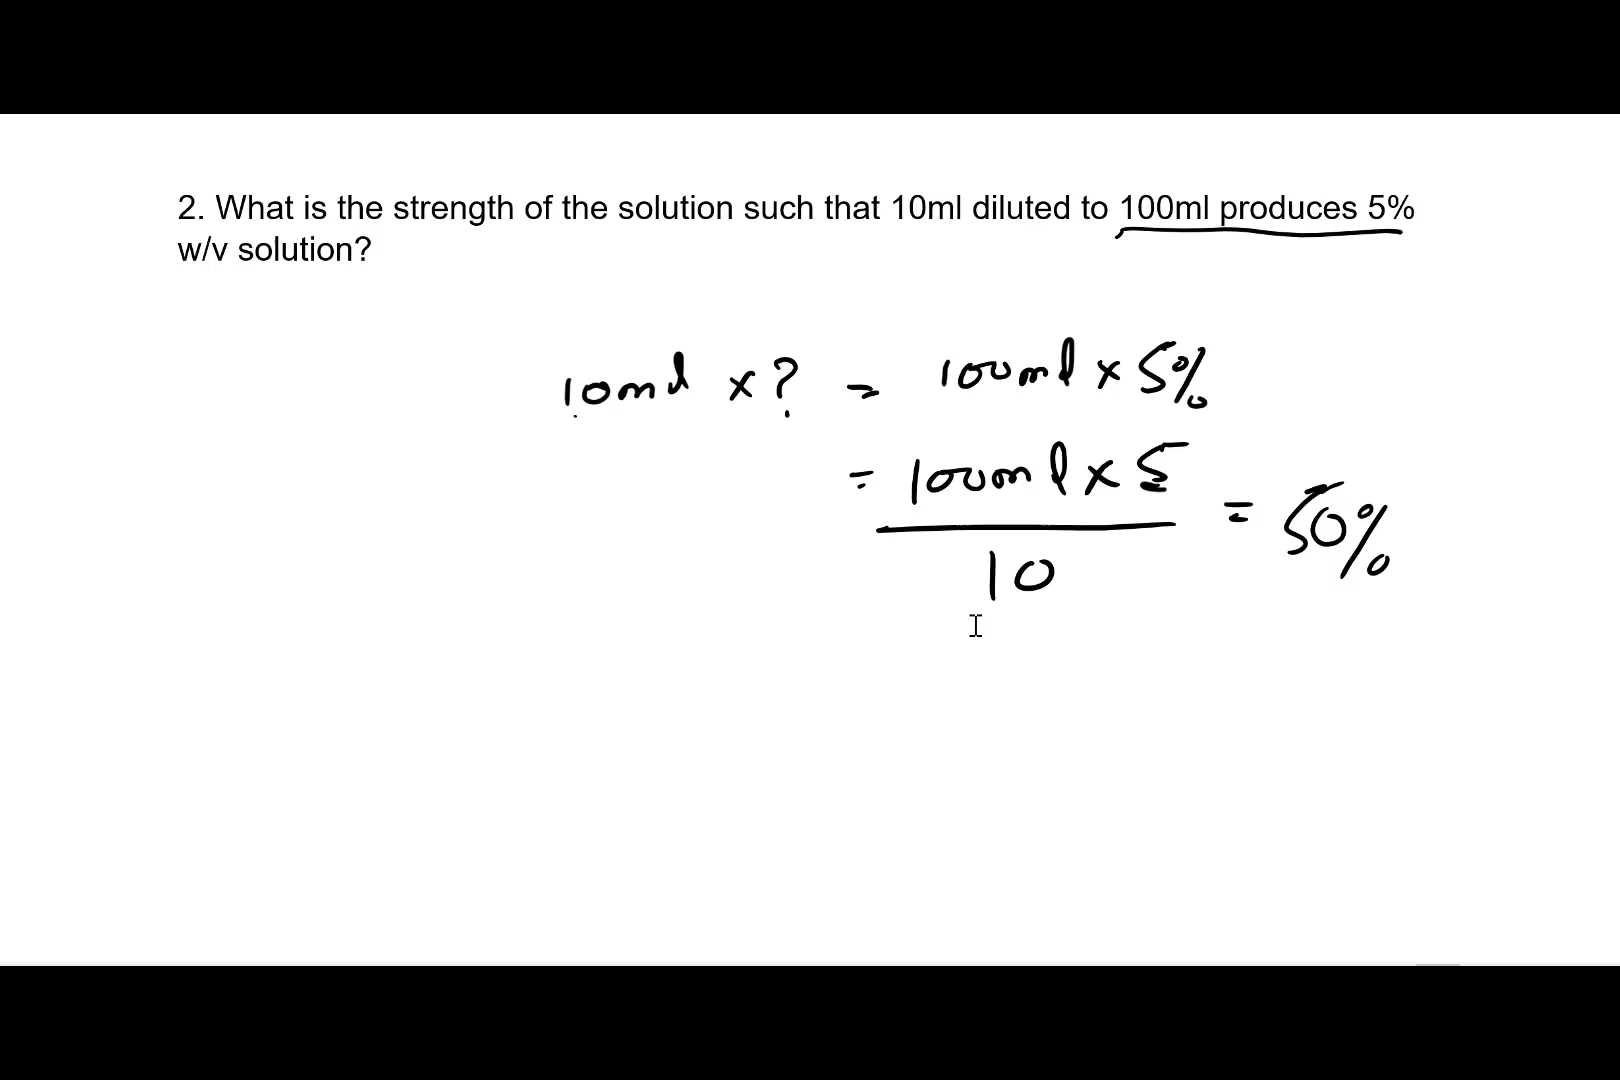 2. What is the strength of the solution such that 10ml diluted to 100ml produces 5%
w/v solution?
10ml x ? = 100ml x 5%
= 100ml x 5 = 50%
10